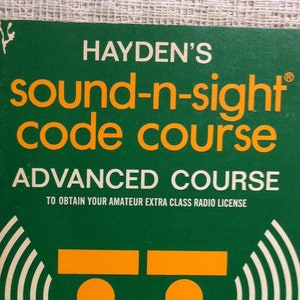 HAYDEN'S
sound-n-sight®
code course
ADVANCED COURSE
TO OBTAIN YOUR AMATEUR EXTRA CLASS RADIO LICENSE